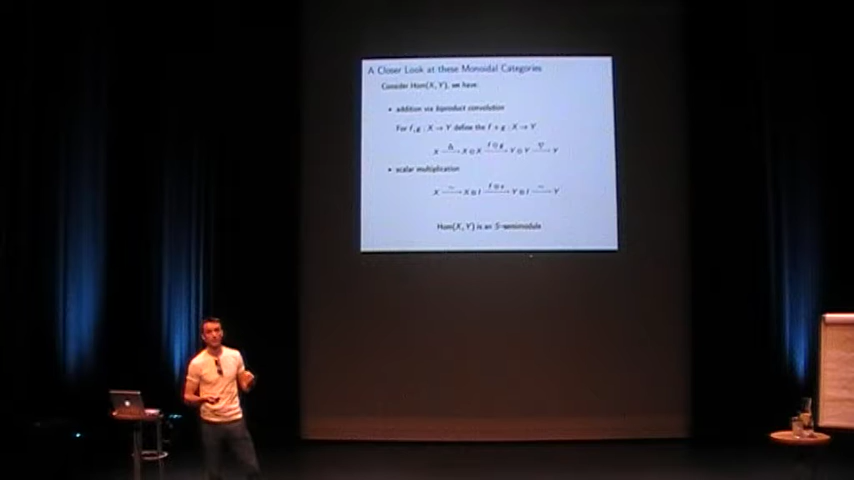 A Closer Look at these Monoidal Categories
Consider Hom(X, Y), we have:
• addition via biproduct convolution
For f, g : X → Y define the f + g : X → Y
X —Δ→ X ⊕ X —f ⊕ g→ Y ⊕ Y —∇→ Y
• scalar multiplication
X —∼→ X ⊗ I —f ⊗ s→ Y ⊗ I —∼→ Y
Hom(X, Y) is an S-semimodule